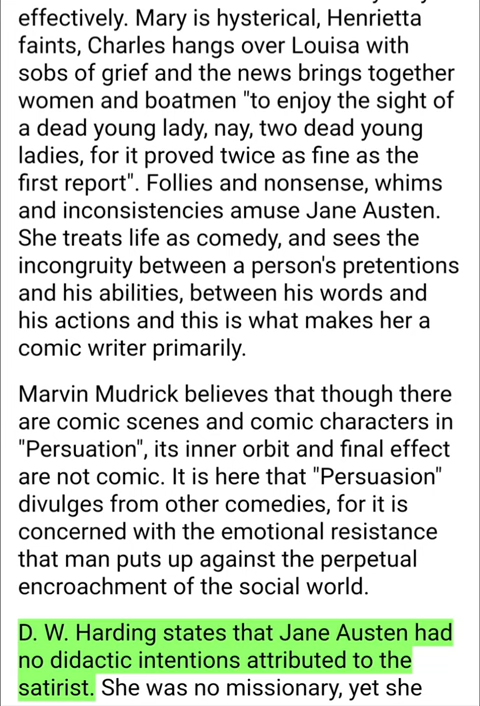 effectively. Mary is hysterical, Henrietta
faints, Charles hangs over Louisa with
sobs of grief and the news brings together
women and boatmen "to enjoy the sight of
a dead young lady, nay, two dead young
ladies, for it proved twice as fine as the
first report". Follies and nonsense, whims
and inconsistencies amuse Jane Austen.
She treats life as comedy, and sees the
incongruity between a person's pretentions
and his abilities, between his words and
his actions and this is what makes her a
comic writer primarily.
Marvin Mudrick believes that though there
are comic scenes and comic characters in
"Persuation", its inner orbit and final effect
are not comic. It is here that "Persuasion"
divulges from other comedies, for it is
concerned with the emotional resistance
that man puts up against the perpetual
encroachment of the social world.
D. W. Harding states that Jane Austen had
no didactic intentions attributed to the
satirist. She was no missionary, yet she